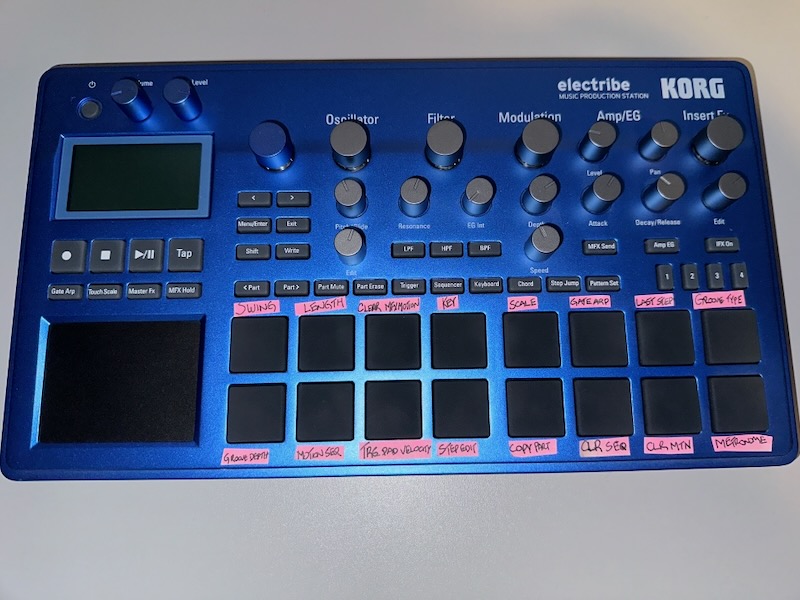 Level
electribe
MUSIC PRODUCTION STATION
KORG
Oscillator
Filter
Modulation
Amp/EG
Insert
Level
Pan
< >
Menu/Enter Exit
Resonance
EG Int
Depth
Attack
Decay/Release
Edit
Shift Write
Edit
LPF HPF BPF
Speed
MFX Send
Amp EG
IFX On
Tap
1 2 3 4
Gate Arp Touch Scale Master Fx MFX Hold
< Part Part > Part Mute Part Erase Trigger Sequencer Keyboard Chord Step Jump Pattern Set
SWING LENGTH CLEAR MFX MOTION KEY SCALE GATE ARP LAST STEP GROOVE TYPE
GROOVE DEPTH MOTION SEQ TRG. PAD VELOCITY STEP EDIT COPY PART CLR SEQ CLR MTN METRONOME